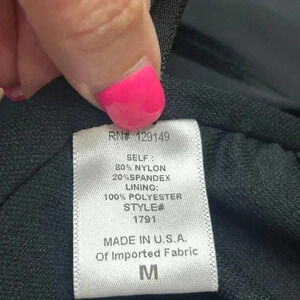 RN# 129149
SELF :
80% NYLON
20%SPANDEX
LINING:
100% POLYESTER
STYLE#
1791
MADE IN U.S.A.
Of Imported Fabric
M